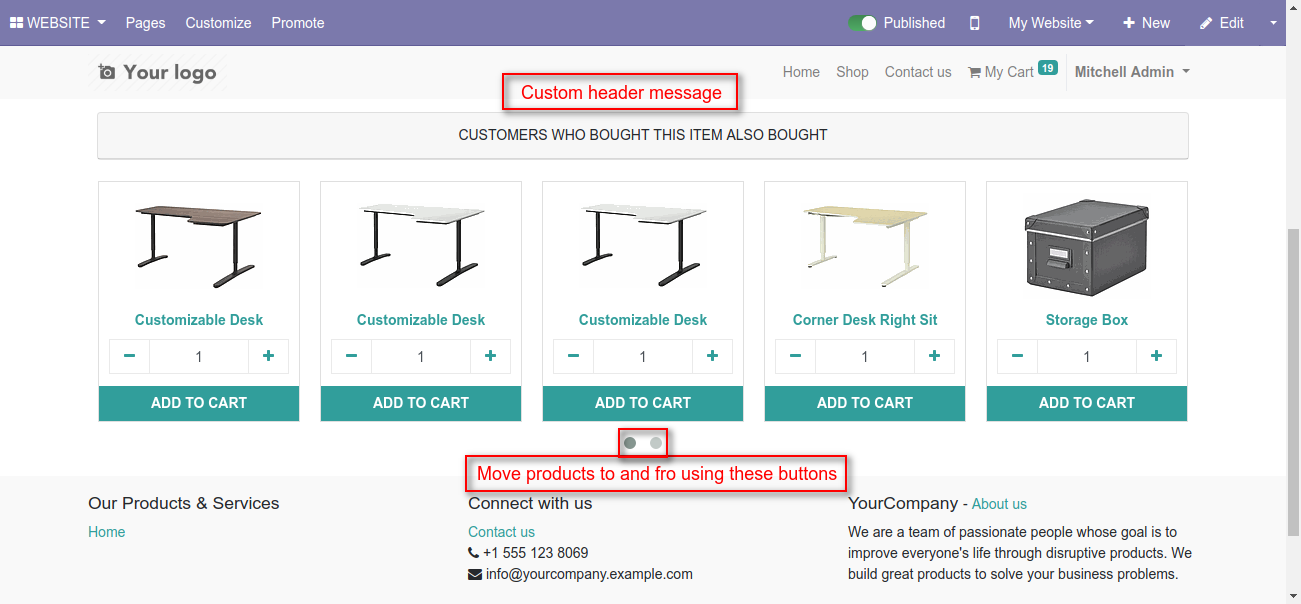 WEBSITE Pages Customize Promote Published My Website New Edit
Your logo Home Shop Contact us My Cart 19 Mitchell Admin
Custom header message
CUSTOMERS WHO BOUGHT THIS ITEM ALSO BOUGHT
Customizable Desk Customizable Desk Customizable Desk Corner Desk Right Sit Storage Box
1 1 1 1 1
ADD TO CART ADD TO CART ADD TO CART ADD TO CART ADD TO CART
Move products to and fro using these buttons
Our Products & Services
Home
Connect with us
Contact us
+1 555 123 8069
info@yourcompany.example.com
YourCompany - About us
We are a team of passionate people whose goal is to
improve everyone's life through disruptive products. We
build great products to solve your business problems.